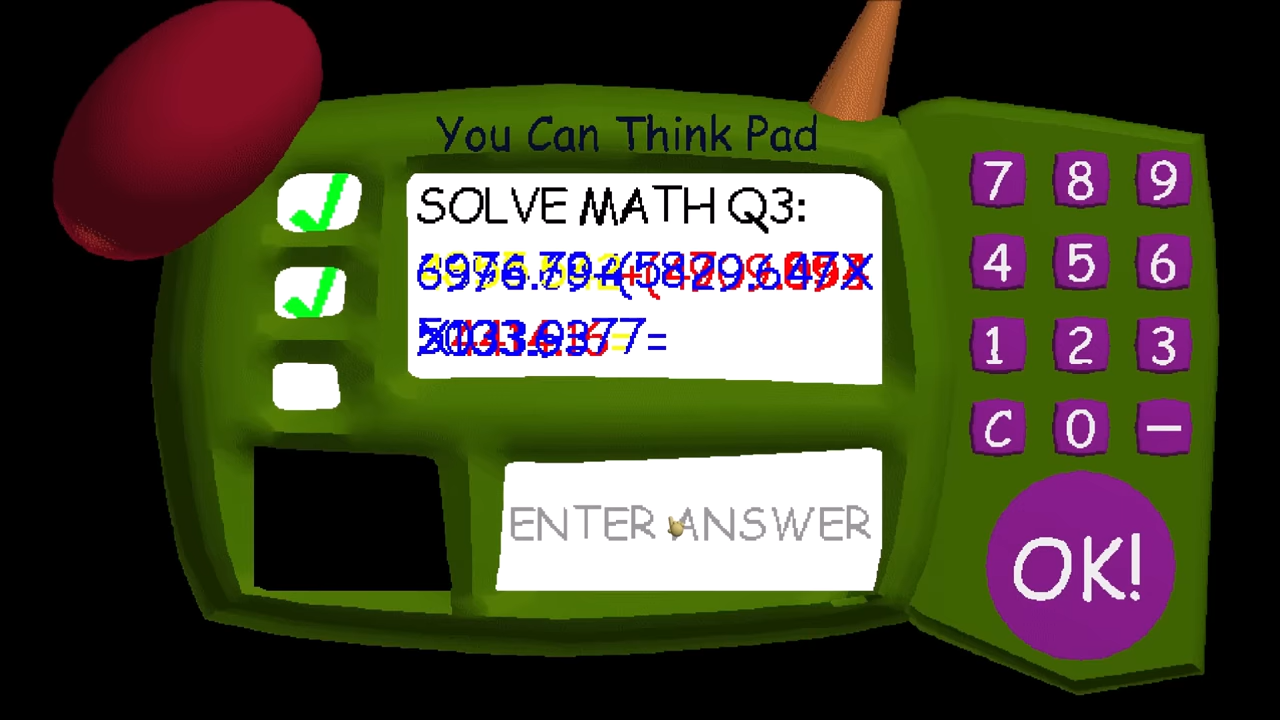 You Can Think Pad
SOLVE MATH Q3:
ENTER ANSWER
7 8 9
4 5 6
1 2 3
C 0 −
OK!